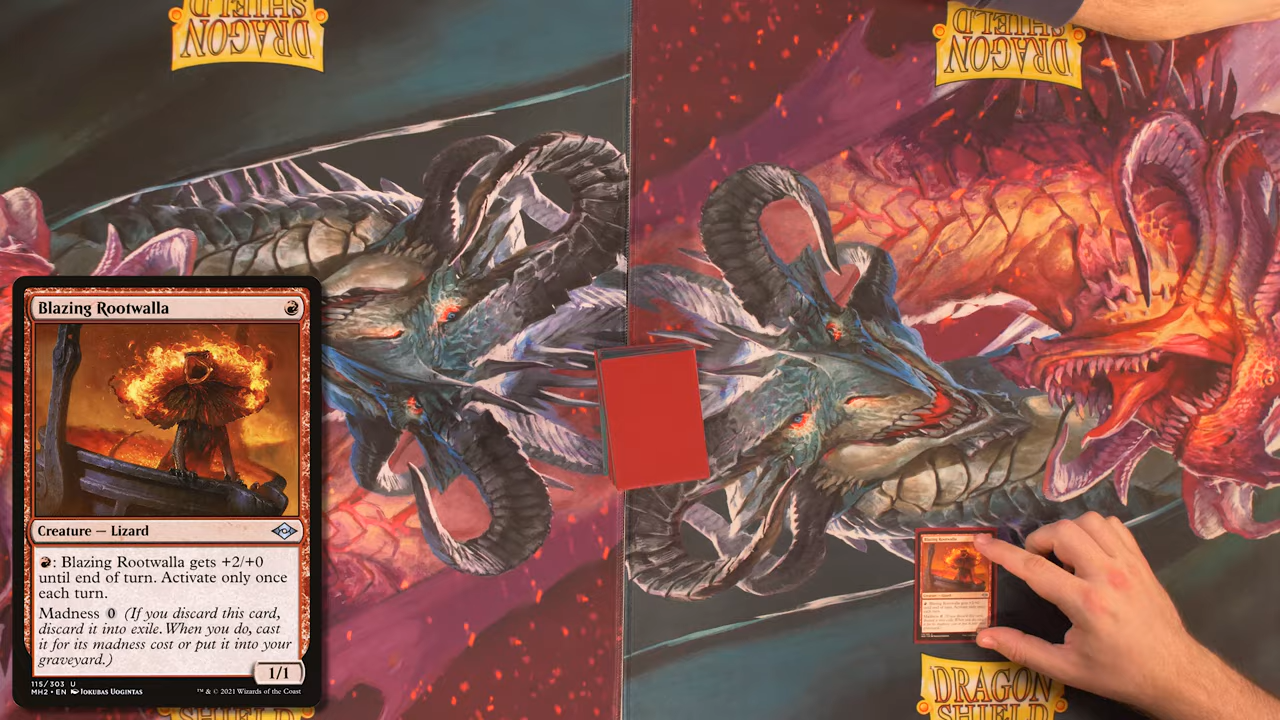 DRAGON
SHIELD
DRAGON
SHIELD
Blazing Rootwalla
Creature — Lizard
: Blazing Rootwalla gets +2/+0
until end of turn. Activate only once
each turn.
Madness 0 (If you discard this card,
discard it into exile. When you do, cast
it for its madness cost or put it into your
graveyard.)
1/1
115/303 U
MH2 • EN IOKUBAS UOGINTAS
™ & © 2021 Wizards of the Coast
SHIELD
Blazing Rootwalla
DRAGON
SHIELD